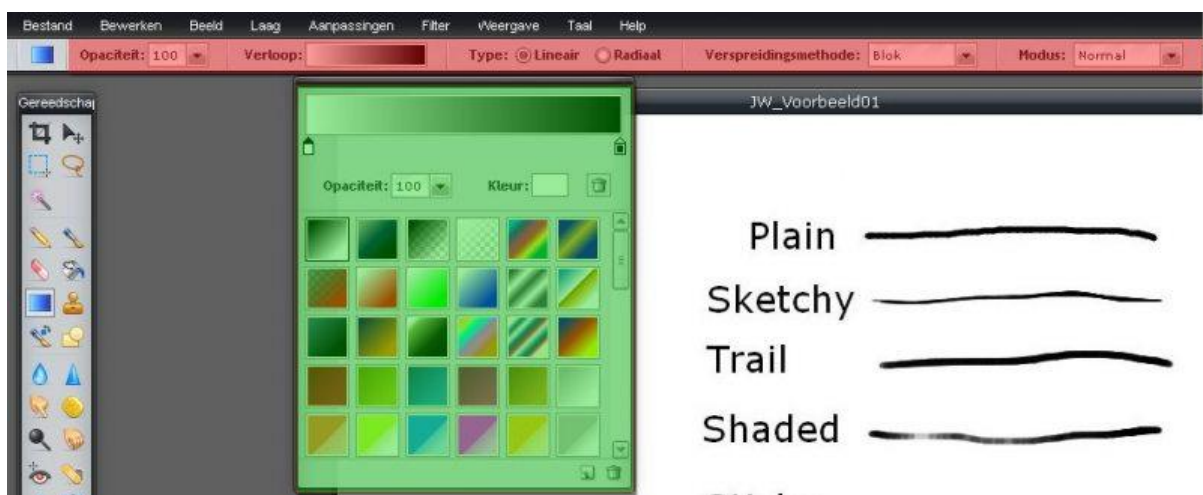 Bestand Bewerken Beeld Laag Aanpassingen Filter Weergave Taal Help
Opaciteit: 100 Verloop: Type: Lineair Radiaal Verspreidingsmethode: Blok Modus: Normal
Gereedschap
JW_Voorbeeld01
Opaciteit: 100 Kleur:
Plain
Sketchy
Trail
Shaded